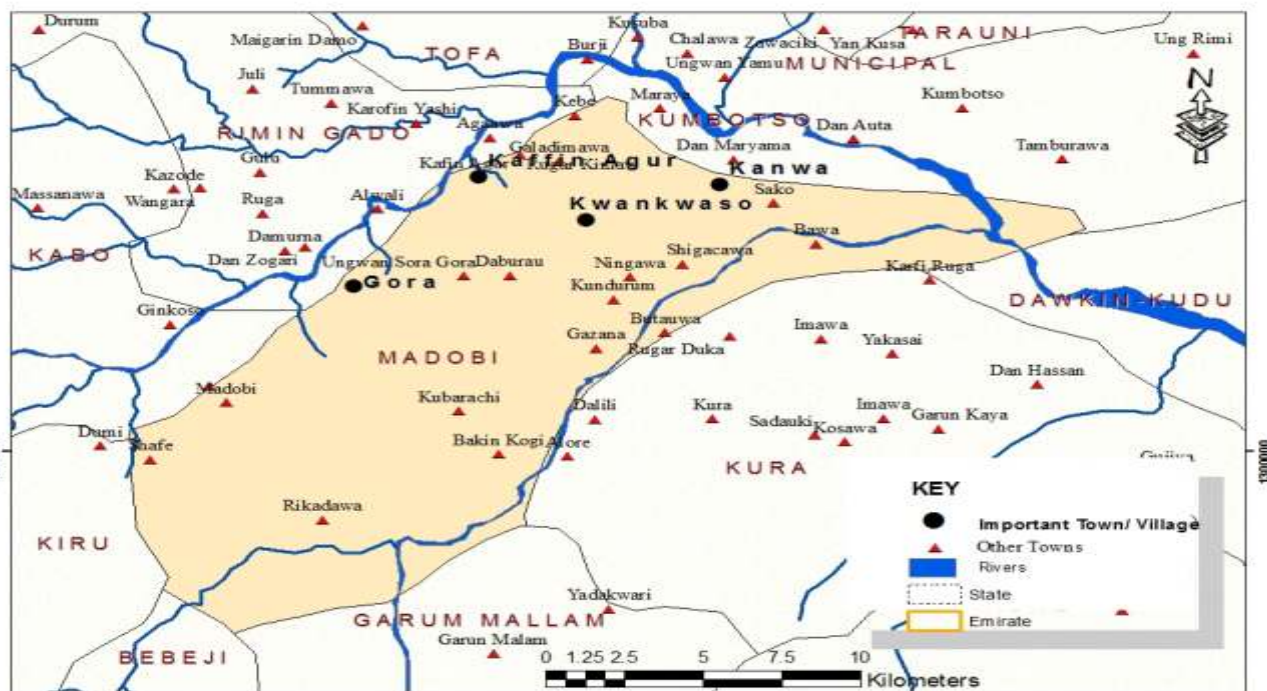 Durum
Kusuba
Maigarin Damo
TOFA
Burji
Chalawa
Zawaciki
Yan Kusa
TARAUNI
Ung Rimi
Ungwan Yamu
MUNICIPAL
N
Juli
Tummawa
Kebe
Maraya
Kumbotso
Karofin Yashi
RIMIN GADO
KUMBOTSO
Dan Auta
Galadimawa
Dan Maryama
Tamburawa
Kaffin Agur
Kanwa
Kazode
Massanawa
Wangara
Ruga
Sako
Kwankwaso
Damurna
Bawa
KABO
Dan Zogari
Ungwan Sora
Gora
Daburau
Ningawa
Shigacawa
Karfi Ruga
Gora
Kundurum
DAWKIN-KUDU
Ginkoso
Butauwa
Imawa
Gazana
Rugar Duka
Yakasai
MADOBI
Dan Hassan
Madobi
Kubarachi
Dalili
Kura
Imawa
Garun Kaya
Dumi
Shafe
Bakin Kogi
Sadauki
Kosawa
KURA
1300000
Rikadawa
KIRU
KEY
Important Town/ Village
Other Towns
Rivers
State
Emirate
Yadakwari
GARUM MALLAM
Garun Malam
BEBEJI
0 1.25 2.5 5 7.5 10
Kilometers